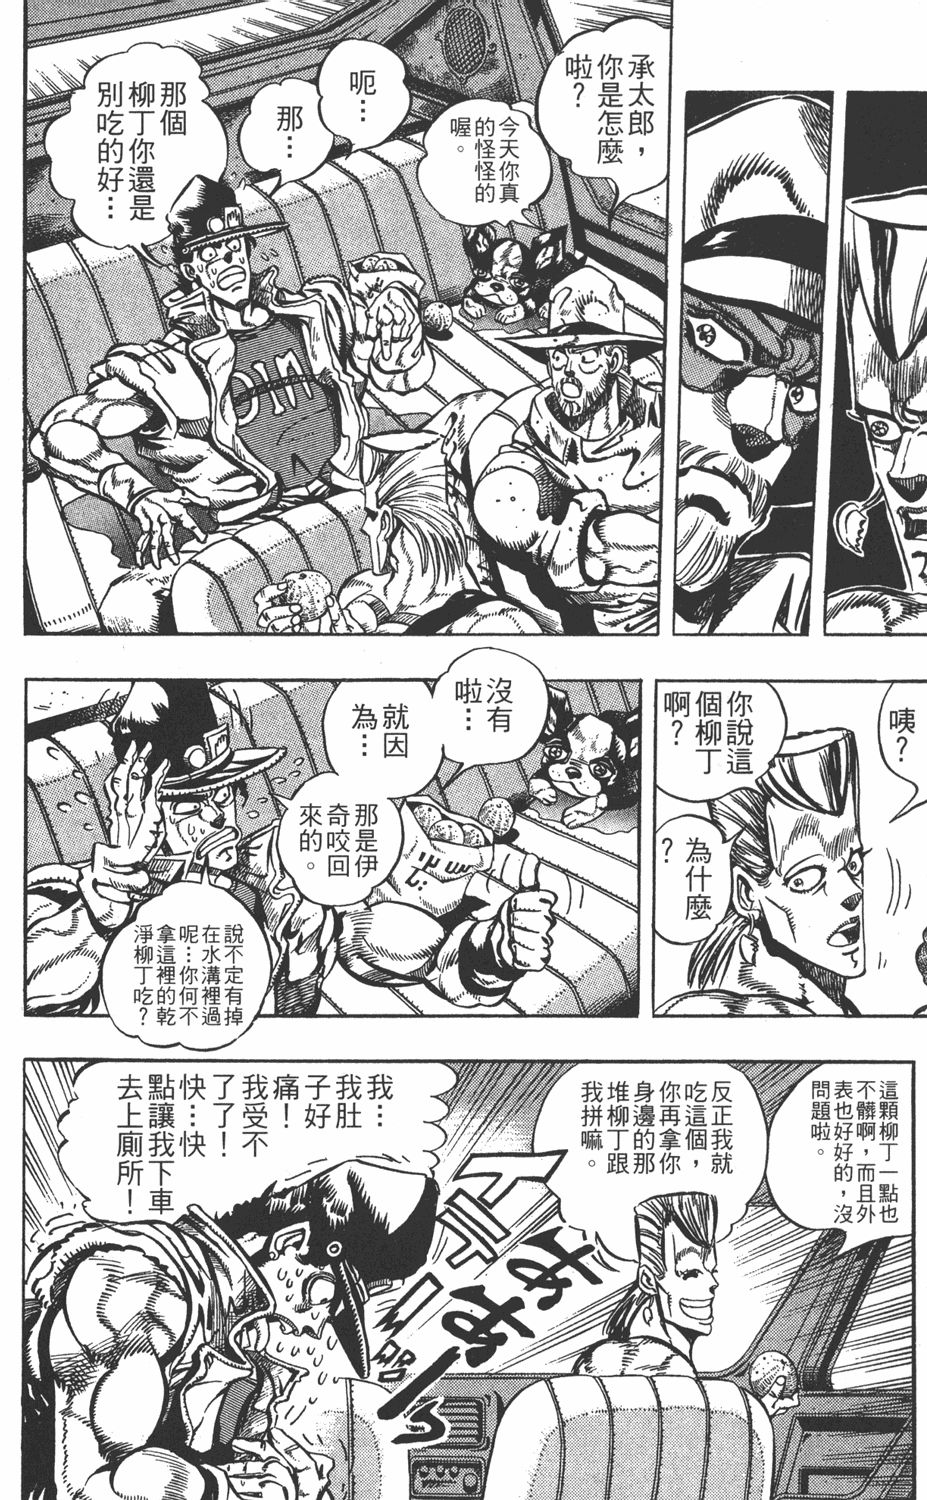 承太郎，
你是怎麼
啦？
今天你真
的怪怪的
喔。
呃…
那…
那個
柳丁你還是
別吃的好…
咦？
你說這
個柳丁
啊？
為什麼
？
沒有
啦…
就因
為…
那是伊
奇咬回
來的。
說不定有掉
在水溝裡過
呢…你何不
拿這裡的乾
淨柳丁吃？
這顆柳丁一點也
不髒啊，而且外
表也好好的，沒
問題啦。
反正我就
吃這個，
你再拿你
身邊的那
堆柳丁跟
我拼嘛。
我…
我肚
子好
痛！
我受不
了了！
快…快
點讓我下車
去上廁所！